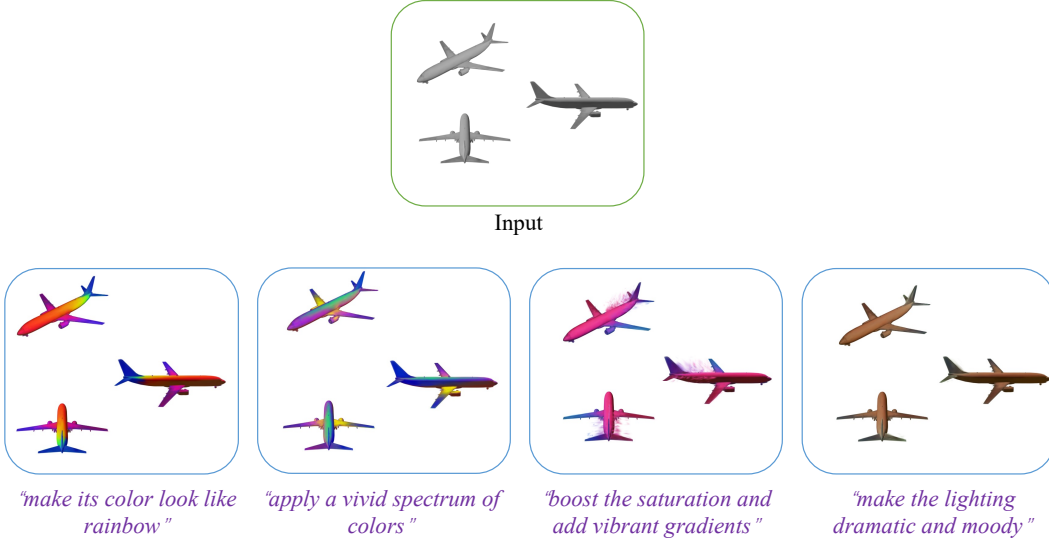 Input
“make its color look like
rainbow”
“apply a vivid spectrum of
colors”
“boost the saturation and
add vibrant gradients”
“make the lighting
dramatic and moody”